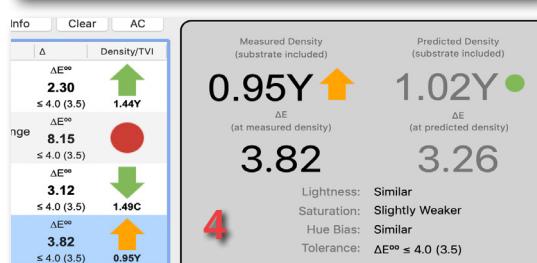 Info Clear AC
Δ Density/TVI
ΔE⁰⁰
2.30
≤ 4.0 (3.5) 1.44Y
ΔE⁰⁰
nge 8.15
≤ 4.0 (3.5)
ΔE⁰⁰
3.12
≤ 4.0 (3.5) 1.49C
ΔE⁰⁰
3.82
≤ 4.0 (3.5) 0.95Y
Measured Density Predicted Density
(substrate included) (substrate included)
0.95Y 1.02Y
ΔE ΔE
(at measured density) (at predicted density)
3.82 3.26
Lightness: Similar
Saturation: Slightly Weaker
Hue Bias: Similar
Tolerance: ΔE⁰⁰ ≤ 4.0 (3.5)
4